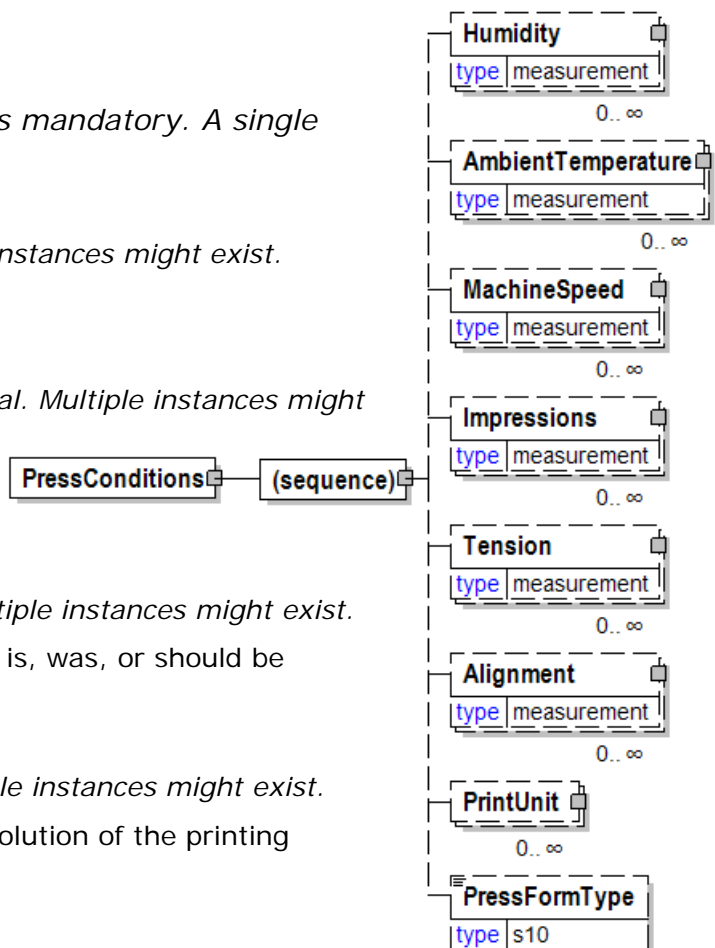 s mandatory. A single
nstances might exist.
al. Multiple instances might
tiple instances might exist.
is, was, or should be
le instances might exist.
solution of the printing
PressConditions
(sequence)
Humidity
type measurement
0.. ∞
AmbientTemperature
type measurement
0.. ∞
MachineSpeed
type measurement
0.. ∞
Impressions
type measurement
0.. ∞
Tension
type measurement
0.. ∞
Alignment
type measurement
0.. ∞
PrintUnit
0.. ∞
PressFormType
type s10